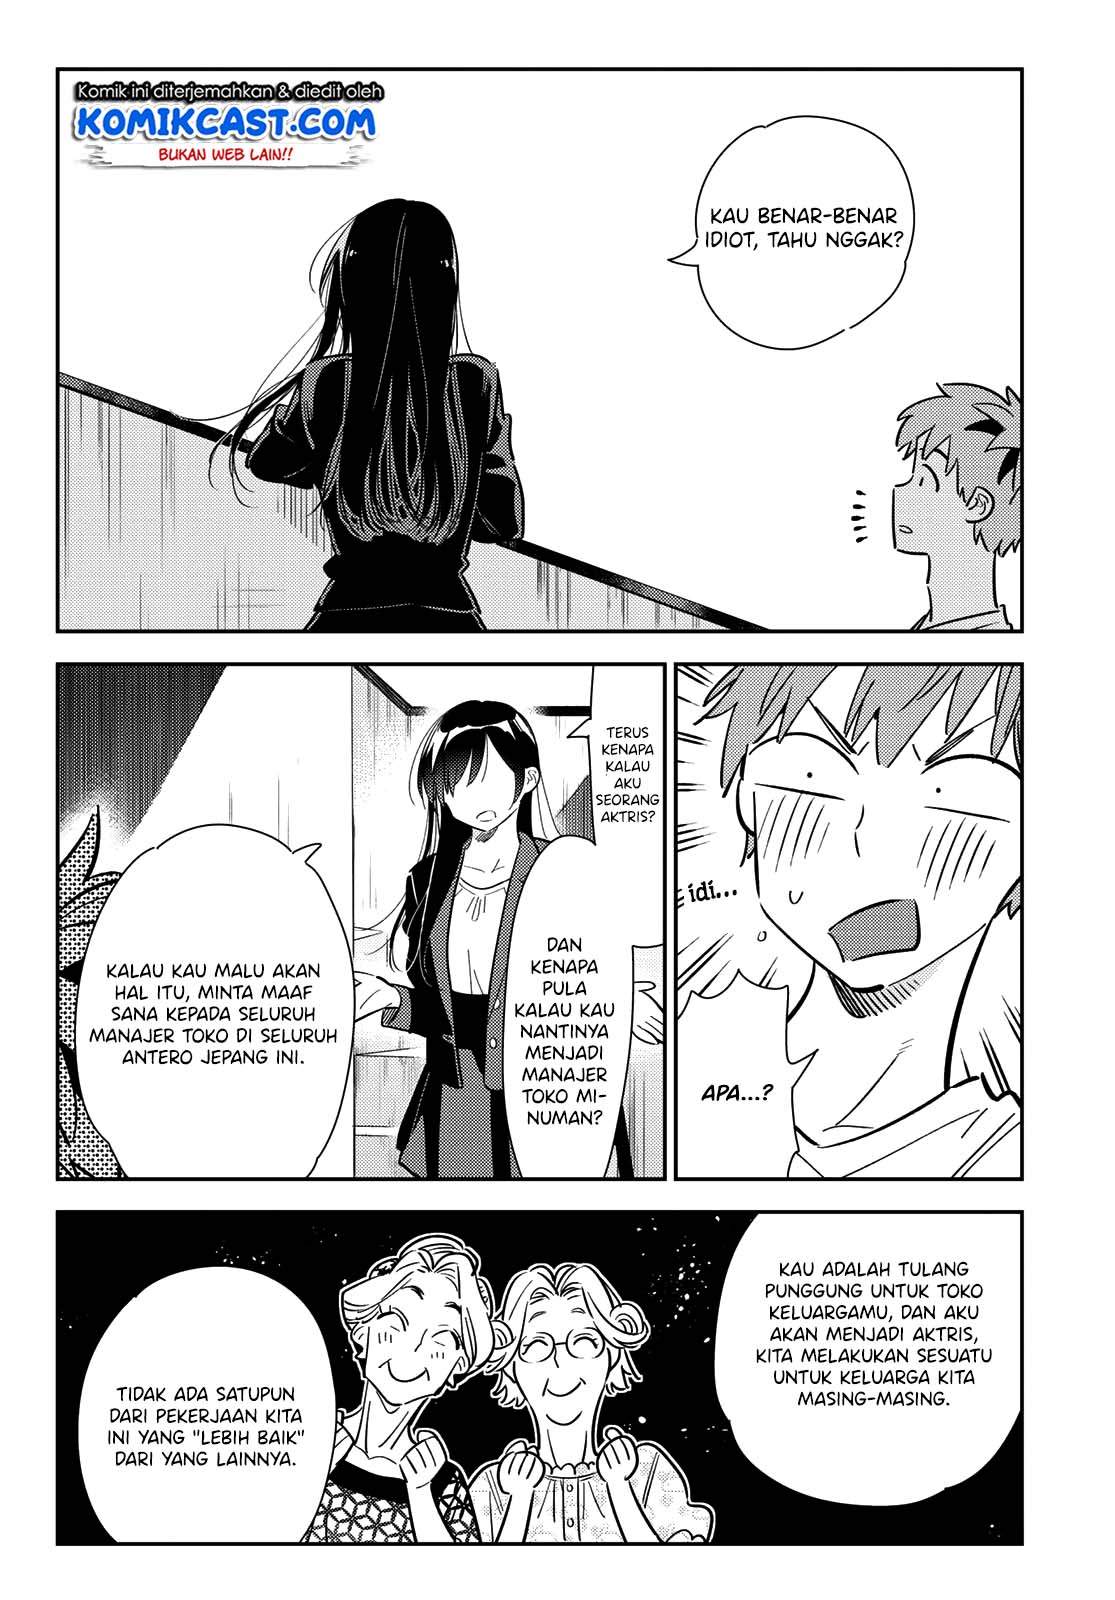 Komik ini diterjemahkan & diedit oleh
KOMIKCAST.COM
BUKAN WEB LAIN!!
KAU BENAR-BENAR
IDIOT, TAHU NGGAK?
idi...
APA...?
TERUS
KENAPA
KALAU
AKU
SEORANG
AKTRIS?
DAN
KENAPA
PULA
KALAU KAU
NANTINYA
MENJADI
MANAJER
TOKO MI-
NUMAN?
KALAU KAU MALU AKAN
HAL ITU, MINTA MAAF
SANA KEPADA SELURUH
MANAJER TOKO DI SELURUH
ANTERO JEPANG INI.
KAU ADALAH TULANG
PUNGGUNG UNTUK TOKO
KELUARGAMU, DAN AKU
AKAN MENJADI AKTRIS,
KITA MELAKUKAN SESUATU
UNTUK KELUARGA KITA
MASING-MASING.
TIDAK ADA SATUPUN
DARI PEKERJAAN KITA
INI YANG "LEBIH BAIK"
DARI YANG LAINNYA.